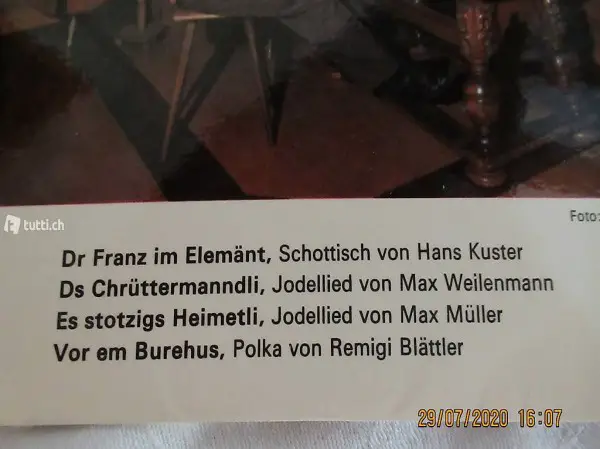 tutti.ch
Foto:
Dr Franz im Elemänt, Schottisch von Hans Kuster
Ds Chrüttermanndli, Jodellied von Max Weilenmann
Es stotzigs Heimetli, Jodellied von Max Müller
Vor em Burehus, Polka von Remigi Blättler
29/07/2020 16:07